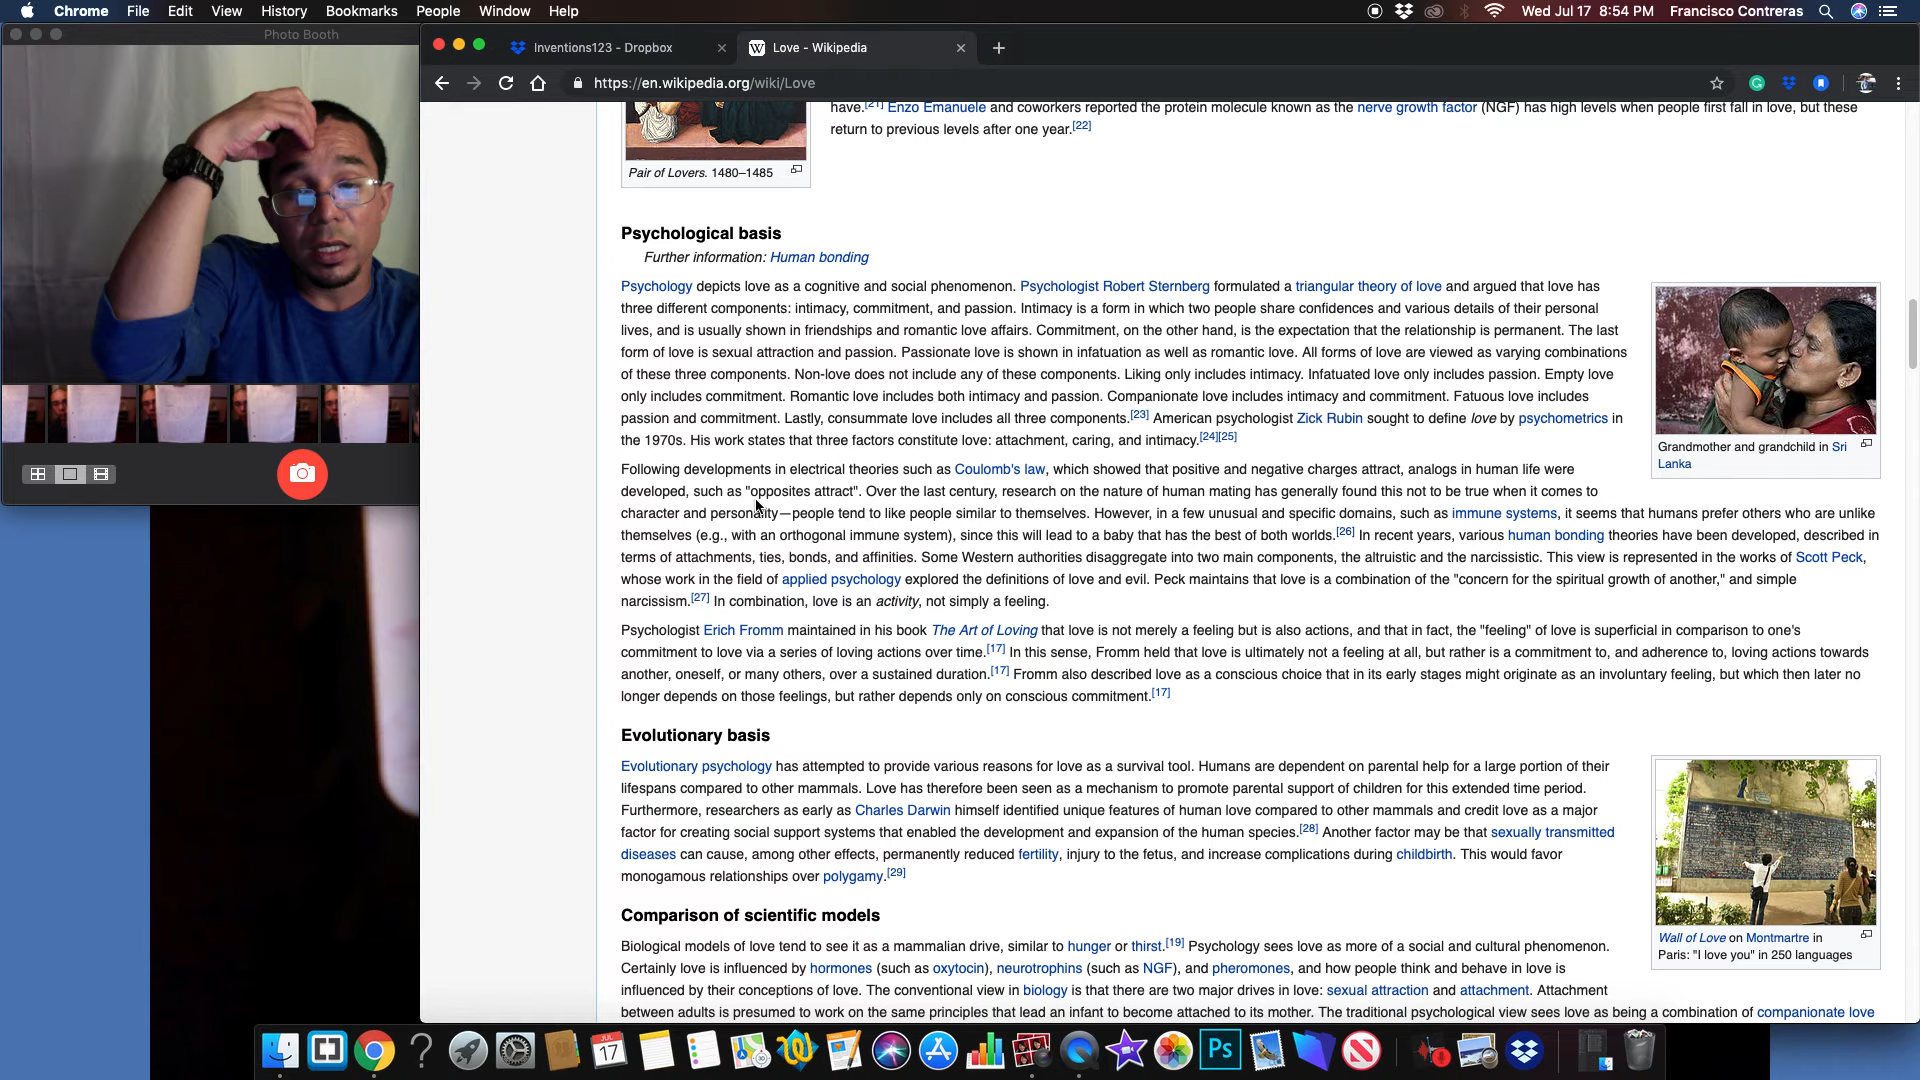 Chrome File Edit View History Bookmarks People Window Help
Wed Jul 17 8:54 PM Francisco Contreras
Photo Booth
Inventions123 - Dropbox
Love - Wikipedia
https://en.wikipedia.org/wiki/Love
have.[21] Enzo Emanuele and coworkers reported the protein molecule known as the nerve growth factor (NGF) has high levels when people first fall in love, but these
return to previous levels after one year.[22]
Pair of Lovers. 1480–1485
Psychological basis
Further information: Human bonding
Psychology depicts love as a cognitive and social phenomenon. Psychologist Robert Sternberg formulated a triangular theory of love and argued that love has
three different components: intimacy, commitment, and passion. Intimacy is a form in which two people share confidences and various details of their personal
lives, and is usually shown in friendships and romantic love affairs. Commitment, on the other hand, is the expectation that the relationship is permanent. The last
form of love is sexual attraction and passion. Passionate love is shown in infatuation as well as romantic love. All forms of love are viewed as varying combinations
of these three components. Non-love does not include any of these components. Liking only includes intimacy. Infatuated love only includes passion. Empty love
only includes commitment. Romantic love includes both intimacy and passion. Companionate love includes intimacy and commitment. Fatuous love includes
passion and commitment. Lastly, consummate love includes all three components.[23] American psychologist Zick Rubin sought to define love by psychometrics in
the 1970s. His work states that three factors constitute love: attachment, caring, and intimacy.[24][25]
Grandmother and grandchild in Sri
Lanka
Following developments in electrical theories such as Coulomb's law, which showed that positive and negative charges attract, analogs in human life were
developed, such as "opposites attract". Over the last century, research on the nature of human mating has generally found this not to be true when it comes to
character and personality—people tend to like people similar to themselves. However, in a few unusual and specific domains, such as immune systems, it seems that humans prefer others who are unlike
themselves (e.g., with an orthogonal immune system), since this will lead to a baby that has the best of both worlds.[26] In recent years, various human bonding theories have been developed, described in
terms of attachments, ties, bonds, and affinities. Some Western authorities disaggregate into two main components, the altruistic and the narcissistic. This view is represented in the works of Scott Peck,
whose work in the field of applied psychology explored the definitions of love and evil. Peck maintains that love is a combination of the "concern for the spiritual growth of another," and simple
narcissism.[27] In combination, love is an activity, not simply a feeling.
Psychologist Erich Fromm maintained in his book The Art of Loving that love is not merely a feeling but is also actions, and that in fact, the "feeling" of love is superficial in comparison to one's
commitment to love via a series of loving actions over time.[17] In this sense, Fromm held that love is ultimately not a feeling at all, but rather is a commitment to, and adherence to, loving actions towards
another, oneself, or many others, over a sustained duration.[17] Fromm also described love as a conscious choice that in its early stages might originate as an involuntary feeling, but which then later no
longer depends on those feelings, but rather depends only on conscious commitment.[17]
Evolutionary basis
Evolutionary psychology has attempted to provide various reasons for love as a survival tool. Humans are dependent on parental help for a large portion of their
lifespans compared to other mammals. Love has therefore been seen as a mechanism to promote parental support of children for this extended time period.
Furthermore, researchers as early as Charles Darwin himself identified unique features of human love compared to other mammals and credit love as a major
factor for creating social support systems that enabled the development and expansion of the human species.[28] Another factor may be that sexually transmitted
diseases can cause, among other effects, permanently reduced fertility, injury to the fetus, and increase complications during childbirth. This would favor
monogamous relationships over polygamy.[29]
Wall of Love on Montmartre in
Paris: "I love you" in 250 languages
Comparison of scientific models
Biological models of love tend to see it as a mammalian drive, similar to hunger or thirst.[19] Psychology sees love as more of a social and cultural phenomenon.
Certainly love is influenced by hormones (such as oxytocin), neurotrophins (such as NGF), and pheromones, and how people think and behave in love is
influenced by their conceptions of love. The conventional view in biology is that there are two major drives in love: sexual attraction and attachment. Attachment
between adults is presumed to work on the same principles that lead an infant to become attached to its mother. The traditional psychological view sees love as being a combination of companionate love
JUL
17
Ps